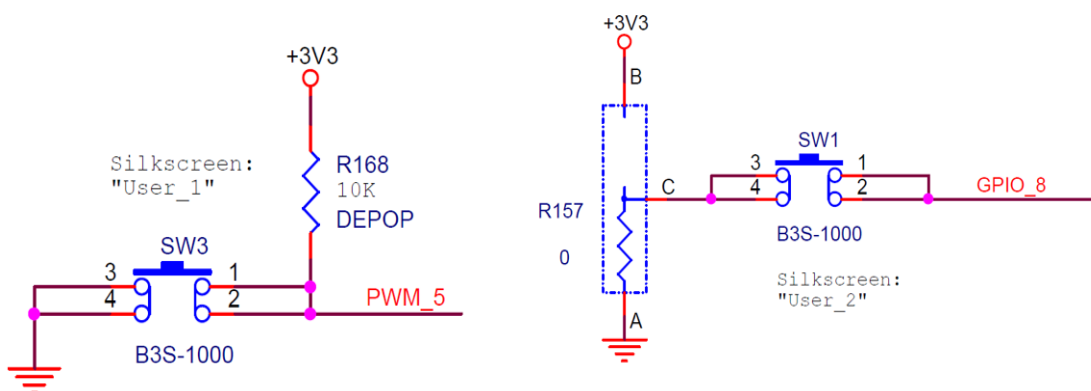 +3V3
Silkscreen:
"User_1"
R168
10K
DEPOP
SW3
3
1
4
2
PWM_5
B3S-1000
+3V3
B
SW1
3
1
4
2
C
GPIO_8
R157
0
B3S-1000
Silkscreen:
"User_2"
A